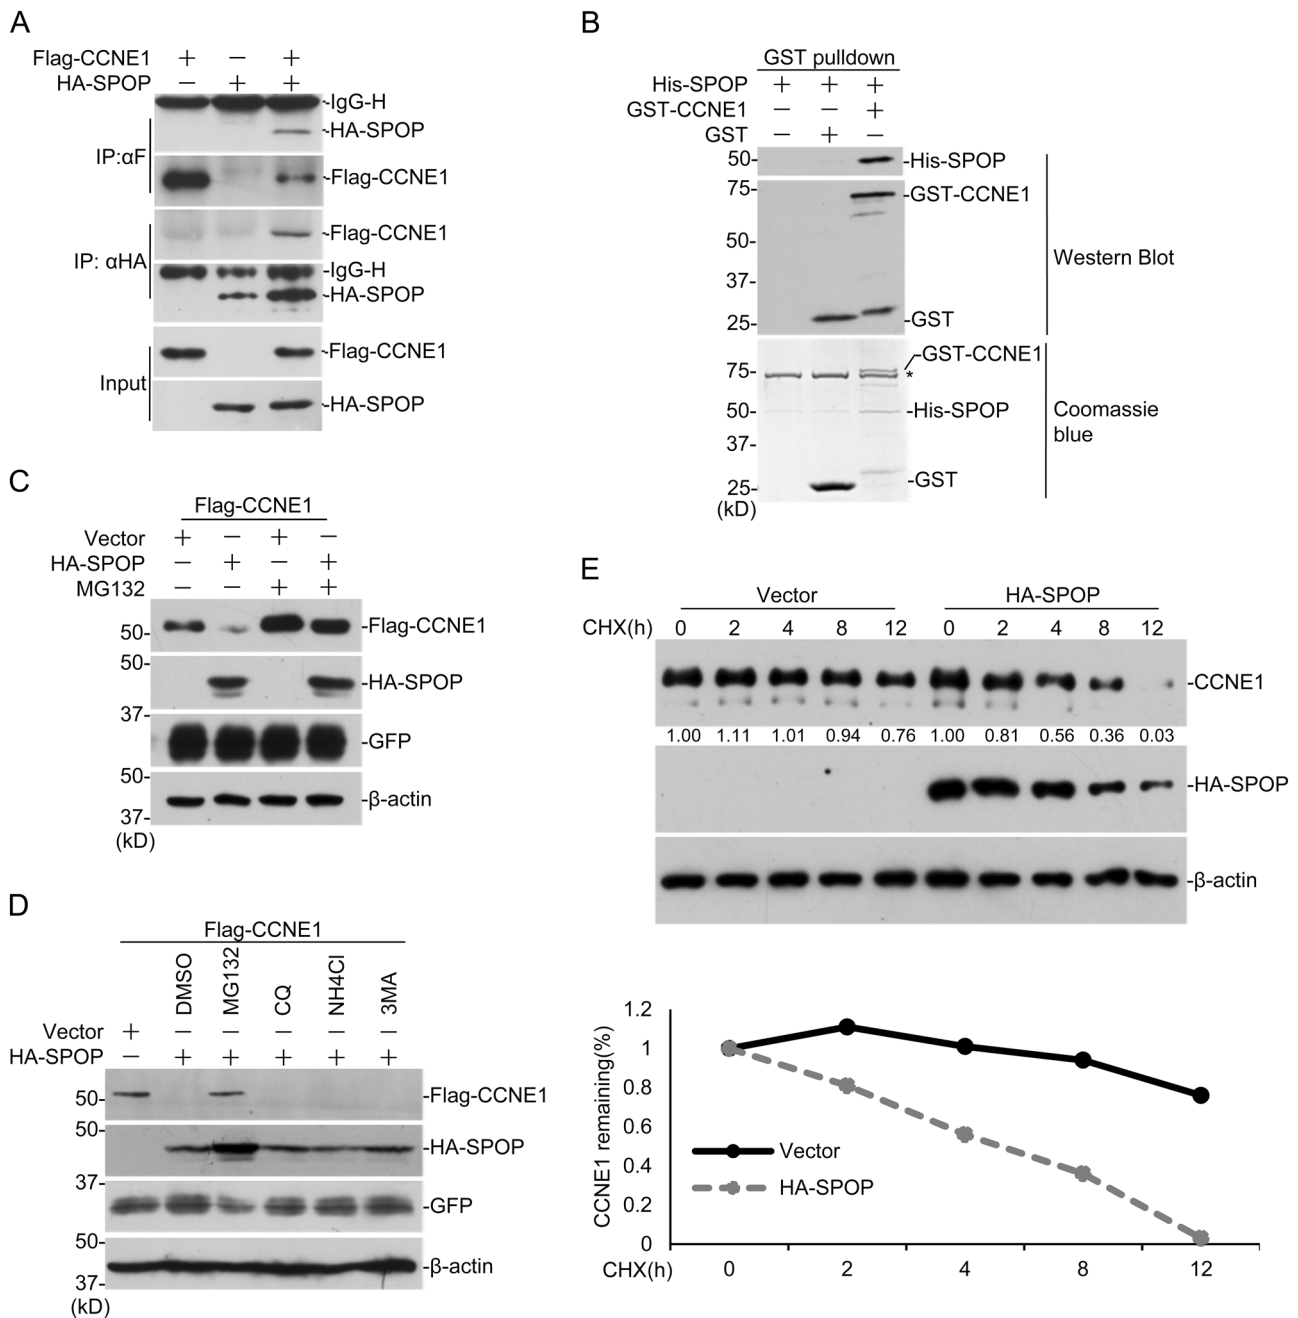 A
Flag-CCNE1 + − +
HA-SPOP − + +
IP:αF
-IgG-H
-HA-SPOP
-Flag-CCNE1
IP: αHA
-Flag-CCNE1
-IgG-H
-HA-SPOP
Input
-Flag-CCNE1
-HA-SPOP
B
GST pulldown
His-SPOP + + +
GST-CCNE1 − − +
GST − + −
50- -His-SPOP
75- -GST-CCNE1
50-
37-
25- -GST
Western Blot
-GST-CCNE1
75- *
50- -His-SPOP
37-
25- -GST
(kD)
Coomassie
blue
C
Flag-CCNE1
Vector + − + −
HA-SPOP − + − +
MG132 − − + +
50- -Flag-CCNE1
50-
-HA-SPOP
37-
-GFP
50-
-β-actin
37-
(kD)
D
Flag-CCNE1
DMSO MG132 CQ NH4Cl 3MA
Vector + − − − − −
HA-SPOP − + + + + +
50- -Flag-CCNE1
50-
-HA-SPOP
37-
-GFP
50-
-β-actin
37-
(kD)
E
Vector HA-SPOP
CHX(h) 0 2 4 8 12 0 2 4 8 12
-CCNE1
1.00 1.11 1.01 0.94 0.76 1.00 0.81 0.56 0.36 0.03
-HA-SPOP
-β-actin
CCNE1 remaining(%)
1.2
1
0.8
0.6
0.4
0.2
0
Vector
HA-SPOP
CHX(h) 0 2 4 8 12